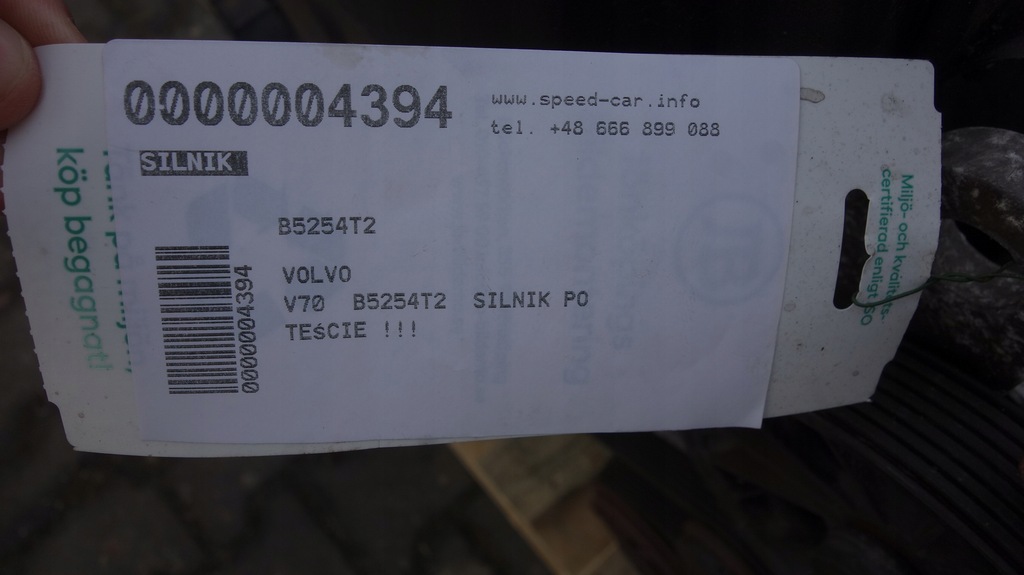 0000004394
www.speed-car.info
tel. +48 666 899 088
SILNIK
B5254T2
VOLVO
V70 B5254T2 SILNIK PO
TEśCIE !!!
0000004394
köp begagnat!
Miljö- och kvalitets-
certifierad enligt ISO